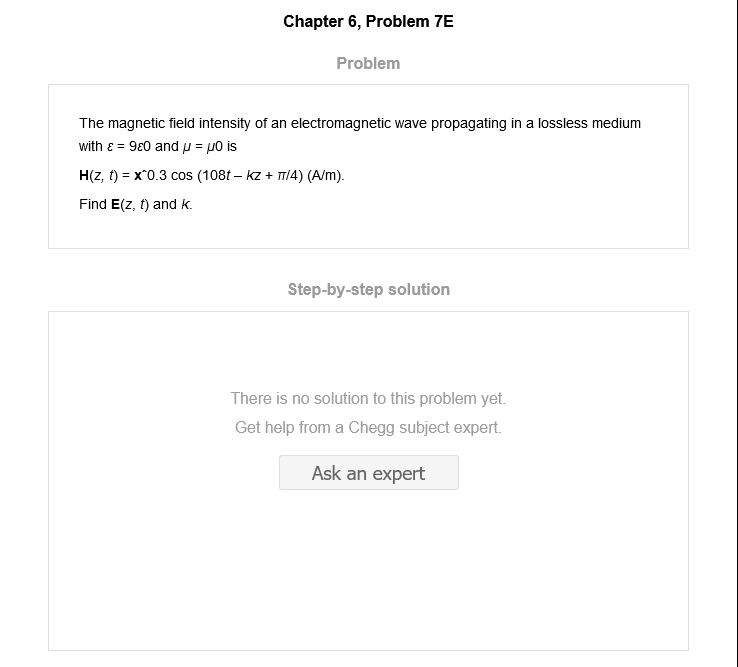 Chapter 6, Problem 7E
Problem
The magnetic field intensity of an electromagnetic wave propagating in a lossless medium
with ε = 9ε0 and μ = μ0 is
H(z, t) = xˆ0.3 cos (108t – kz + π/4) (A/m).
Find E(z, t) and k.
Step-by-step solution
There is no solution to this problem yet.
Get help from a Chegg subject expert.
Ask an expert